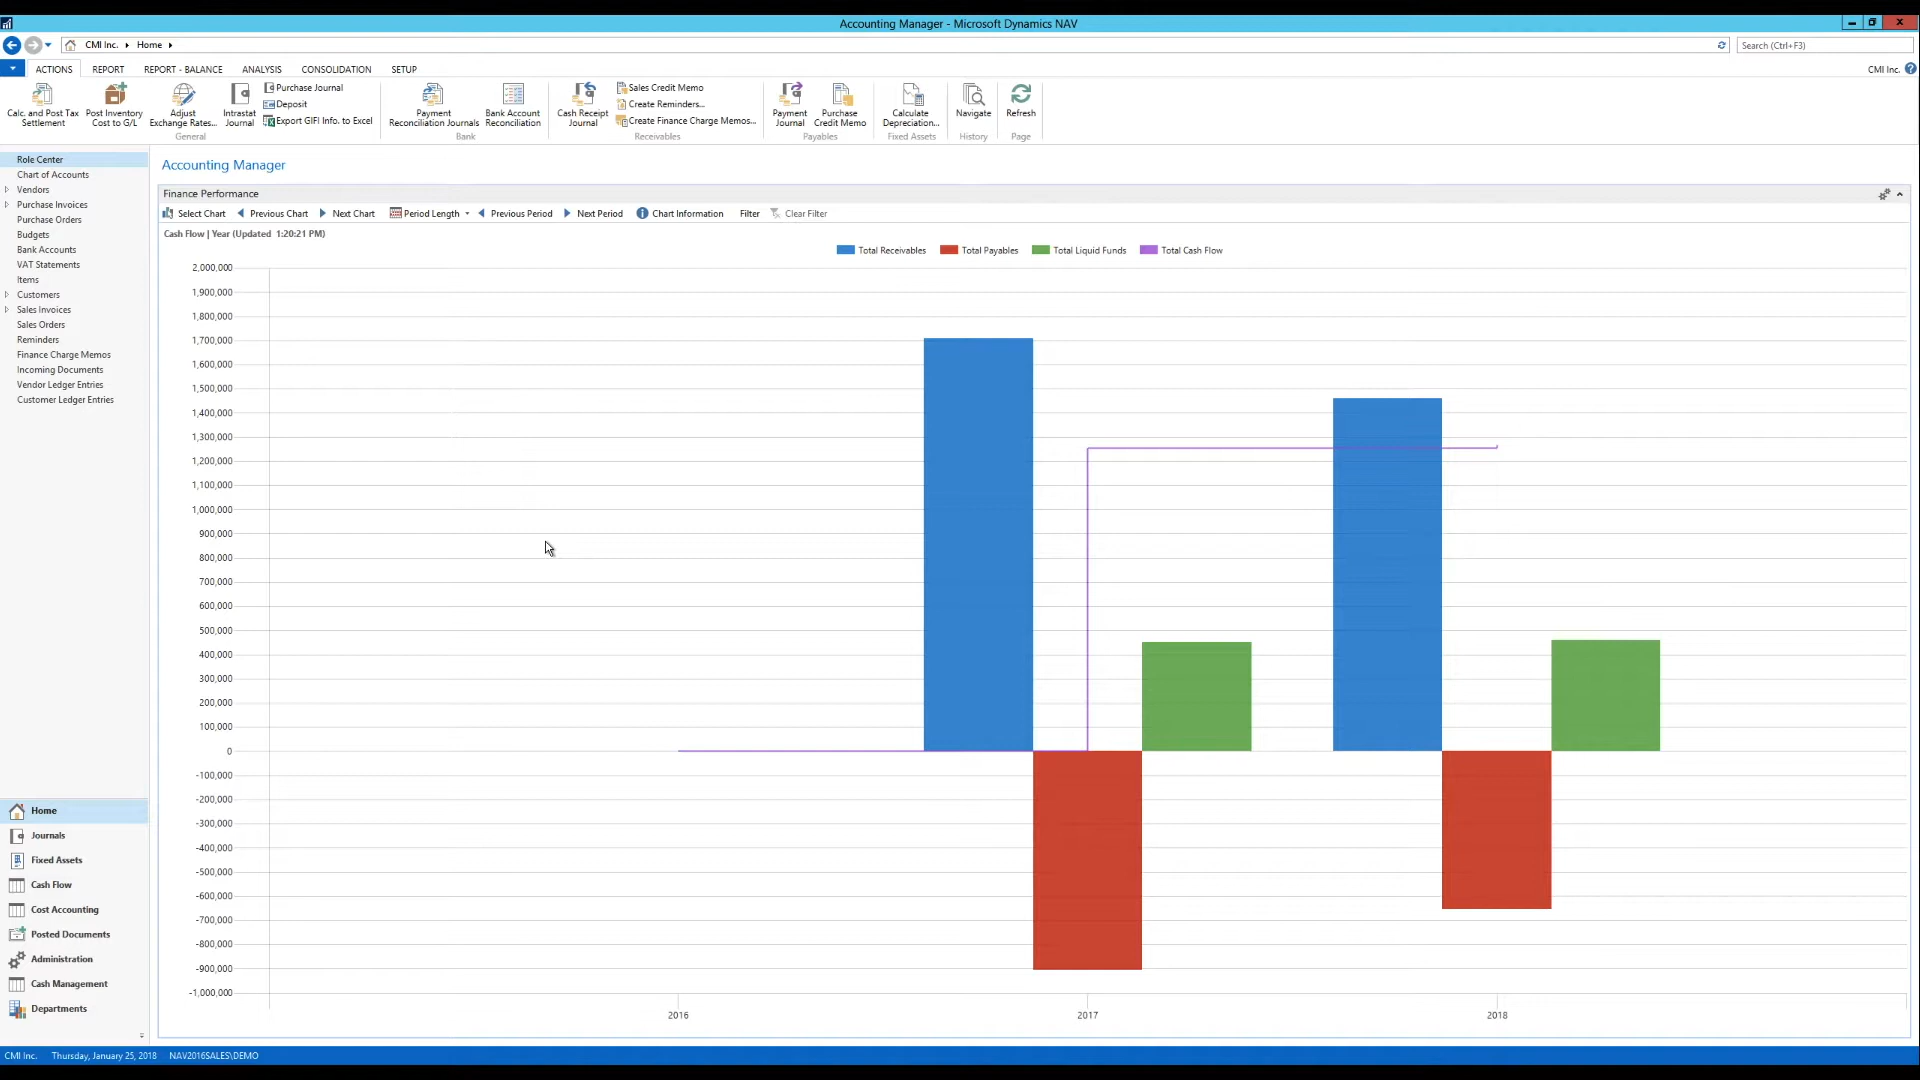 Accounting Manager - Microsoft Dynamics NAV
CMI Inc. Home
Search (Ctrl+F3)
ACTIONS REPORT REPORT - BALANCE ANALYSIS CONSOLIDATION SETUP
CMI Inc.
Calc. and Post Tax Settlement
Post Inventory Cost to G/L
Adjust Exchange Rates...
Intrastat Journal
Purchase Journal
Deposit
Export GIFI Info. to Excel
General
Payment Reconciliation Journals
Bank Account Reconciliation
Bank
Cash Receipt Journal
Sales Credit Memo
Create Reminders...
Create Finance Charge Memos...
Receivables
Payment Journal
Purchase Credit Memo
Payables
Calculate Depreciation...
Fixed Assets
Navigate
History
Refresh
Page
Role Center
Chart of Accounts
Vendors
Purchase Invoices
Purchase Orders
Budgets
Bank Accounts
VAT Statements
Items
Customers
Sales Invoices
Sales Orders
Reminders
Finance Charge Memos
Incoming Documents
Vendor Ledger Entries
Customer Ledger Entries
Home
Journals
Fixed Assets
Cash Flow
Cost Accounting
Posted Documents
Administration
Cash Management
Departments
Accounting Manager
Finance Performance
Select Chart Previous Chart Next Chart Period Length Previous Period Next Period Chart Information Filter Clear Filter
Cash Flow | Year (Updated 1:20:21 PM)
Total Receivables Total Payables Total Liquid Funds Total Cash Flow
2,000,000
1,900,000
1,800,000
1,700,000
1,600,000
1,500,000
1,400,000
1,300,000
1,200,000
1,100,000
1,000,000
900,000
800,000
700,000
600,000
500,000
400,000
300,000
200,000
100,000
0
-100,000
-200,000
-300,000
-400,000
-500,000
-600,000
-700,000
-800,000
-900,000
-1,000,000
2016 2017 2018
CMI Inc. Thursday, January 25, 2018 NAV2016SALES\DEMO